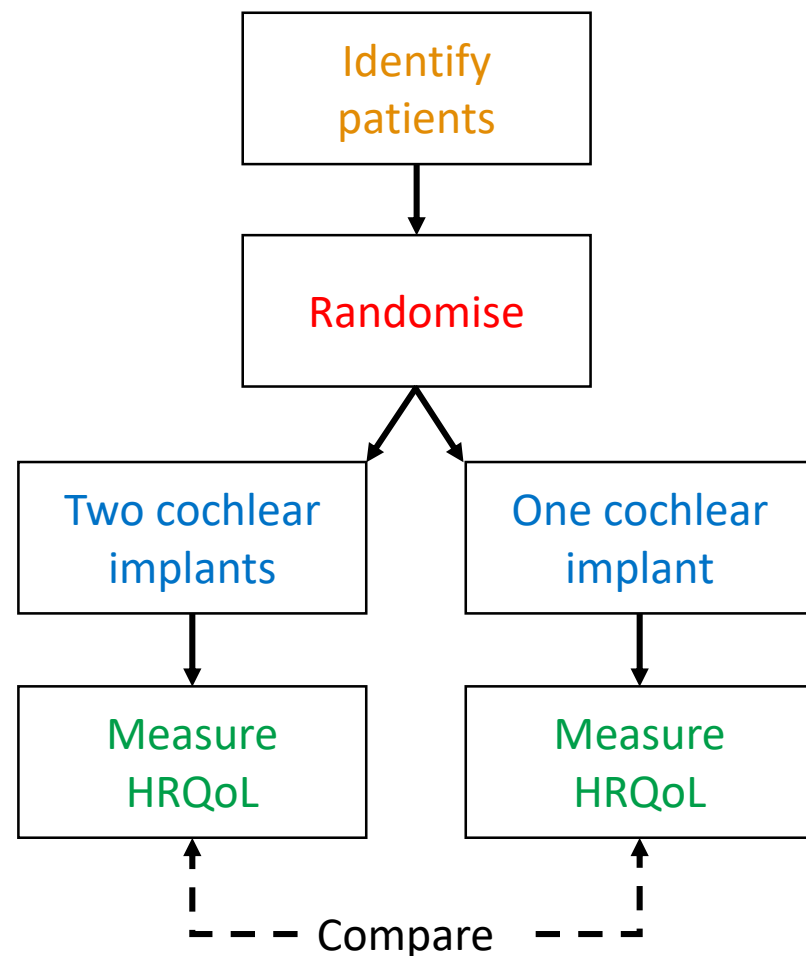 Identify
patients
Randomise
Two cochlear
implants
One cochlear
implant
Measure
HRQoL
Measure
HRQoL
Compare